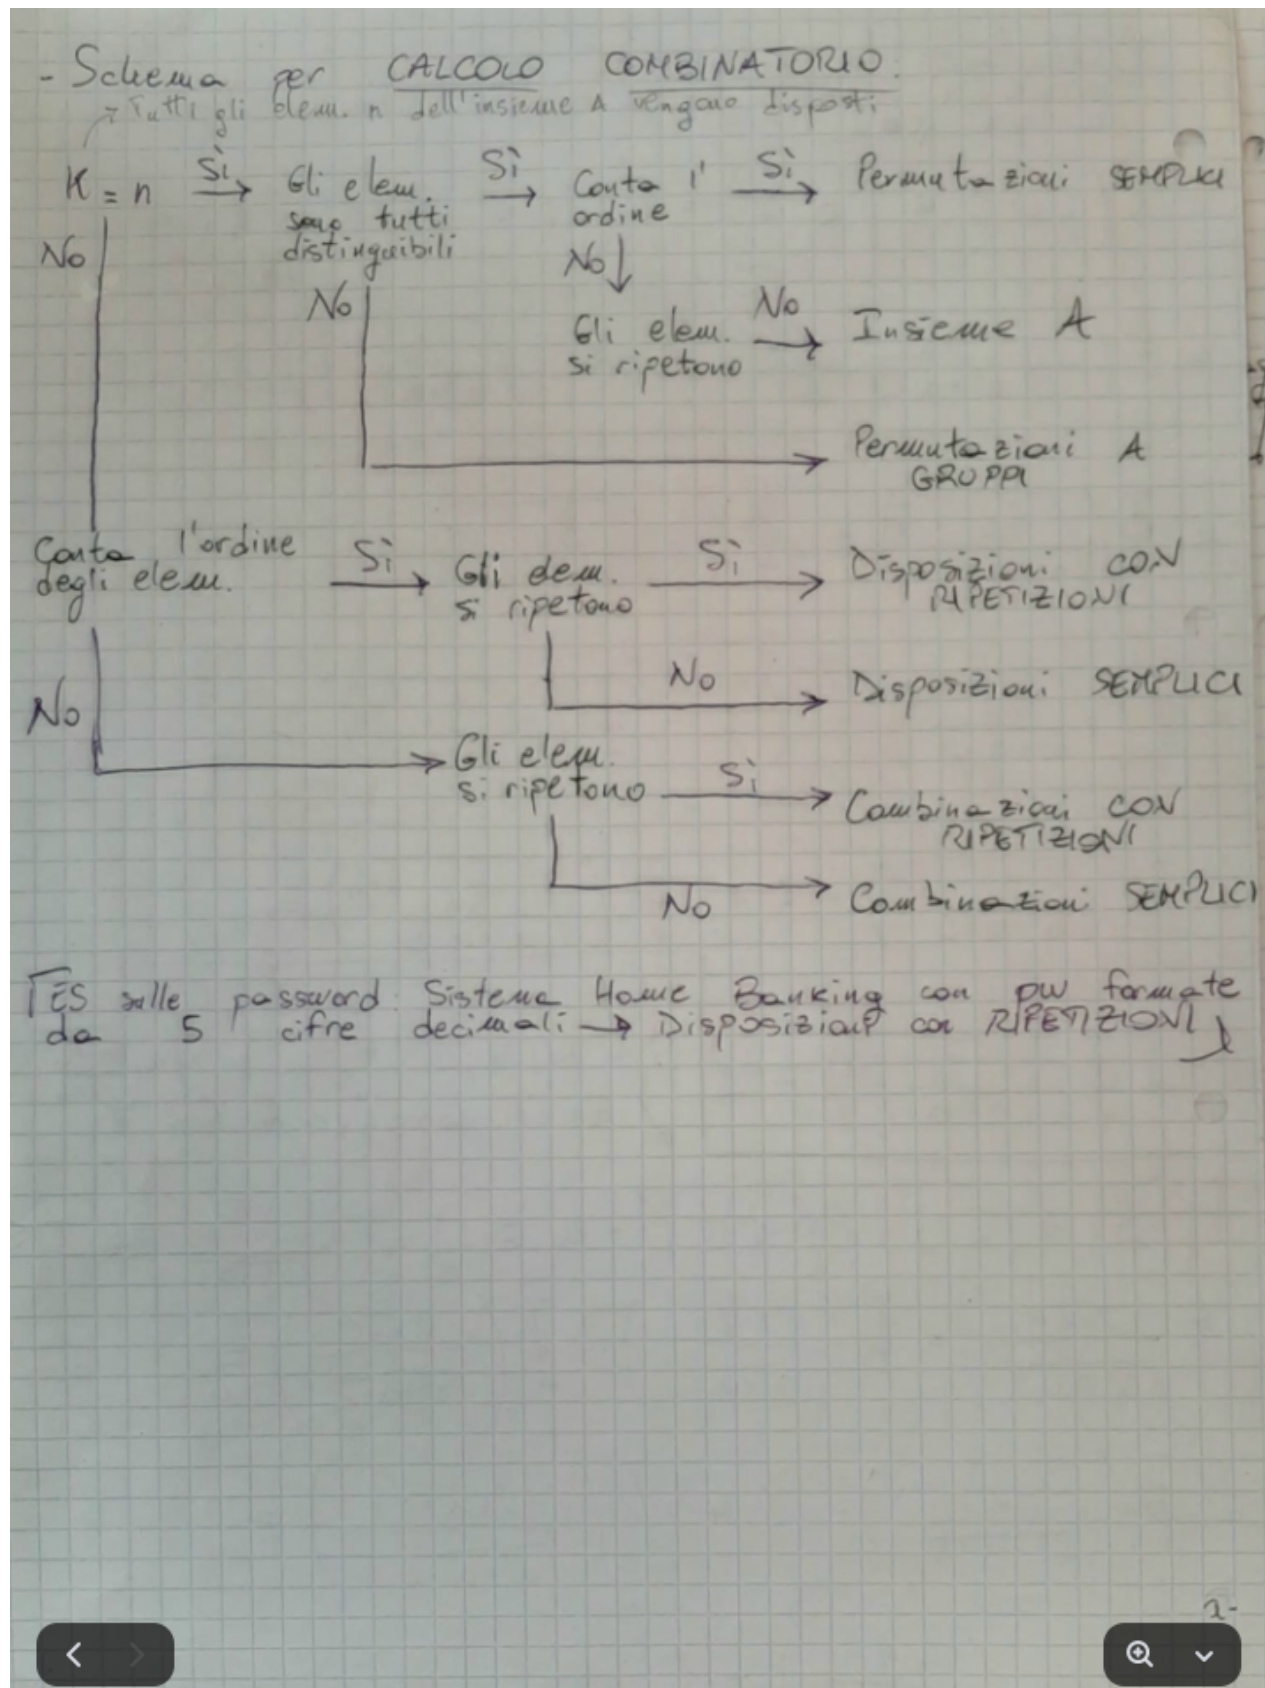 - Schema per CALCOLO COMBINATORIO.
→ Tutti gli elem. n dell'insieme A vengono disposti
K = n Sì Gli elem. sono tutti distinguibili Sì Conta l' ordine Sì Permutazioni SEMPLICI
No
No
No
Gli elem. si ripetono No Insieme A
Permutazioni A
GRUPPI
Conta l'ordine degli elem. Sì Gli elem. si ripetono Sì Disposizioni CON
RIPETIZIONI
No Disposizioni SEMPLICI
No
Gli elem. si ripetono Sì Combinazioni CON
RIPETIZIONI
No Combinazioni SEMPLICI
ES sulle password: Sistema Home Banking con pw formate
da 5 cifre decimali → Disposizioni con RIPETIZIONI